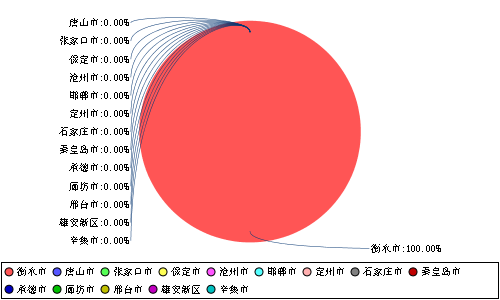 唐山市:0.00%
张家口市:0.00%
保定市:0.00%
沧州市:0.00%
邯郸市:0.00%
定州市:0.00%
石家庄市:0.00%
秦皇岛市:0.00%
承德市:0.00%
廊坊市:0.00%
邢台市:0.00%
雄安新区:0.00%
辛集市:0.00%
衡水市:100.00%
衡水市 唐山市 张家口市 保定市 沧州市 邯郸市 定州市 石家庄市 秦皇岛市
承德市 廊坊市 邢台市 雄安新区 辛集市